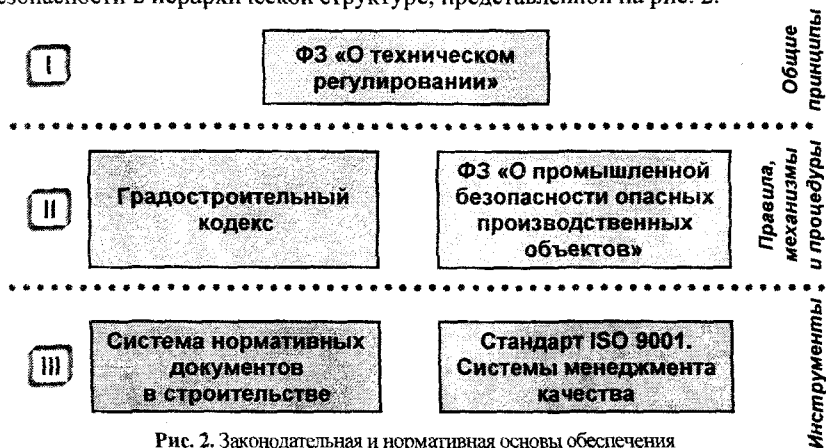 безопасности в иерархической структуре, представленной на рис. 2.
I
ФЗ «О техническом
регулировании»
Общие
принципы
II
Градостроительный
кодекс
ФЗ «О промышленной
безопасности опасных
производственных
объектов»
Правила,
механизмы
и процедуры
III
Система нормативных
документов
в строительстве
Стандарт ISO 9001.
Системы менеджмента
качества
Инструменты
Рис. 2. Законодательная и нормативная основы обеспечения